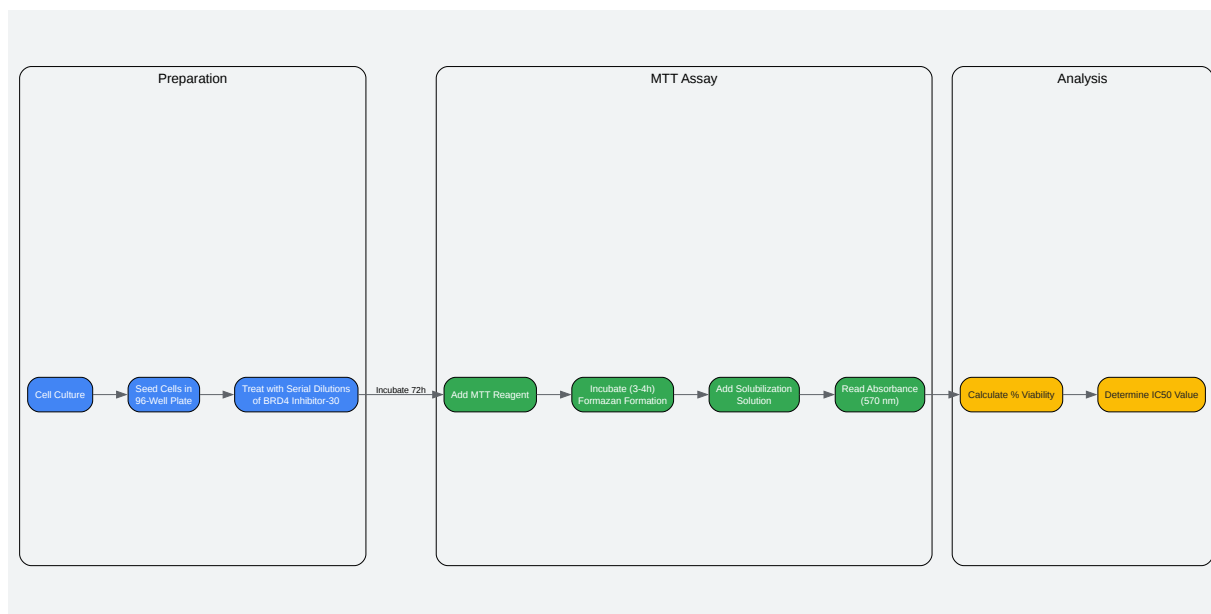 Preparation
Cell Culture
Seed Cells in
96-Well Plate
Treat with Serial Dilutions
of BRD4 Inhibitor-30
Incubate 72h
MTT Assay
Add MTT Reagent
Incubate (3-4h)
Formazan Formation
Add Solubilization
Solution
Read Absorbance
(570 nm)
Analysis
Calculate % Viability
Determine IC50 Value